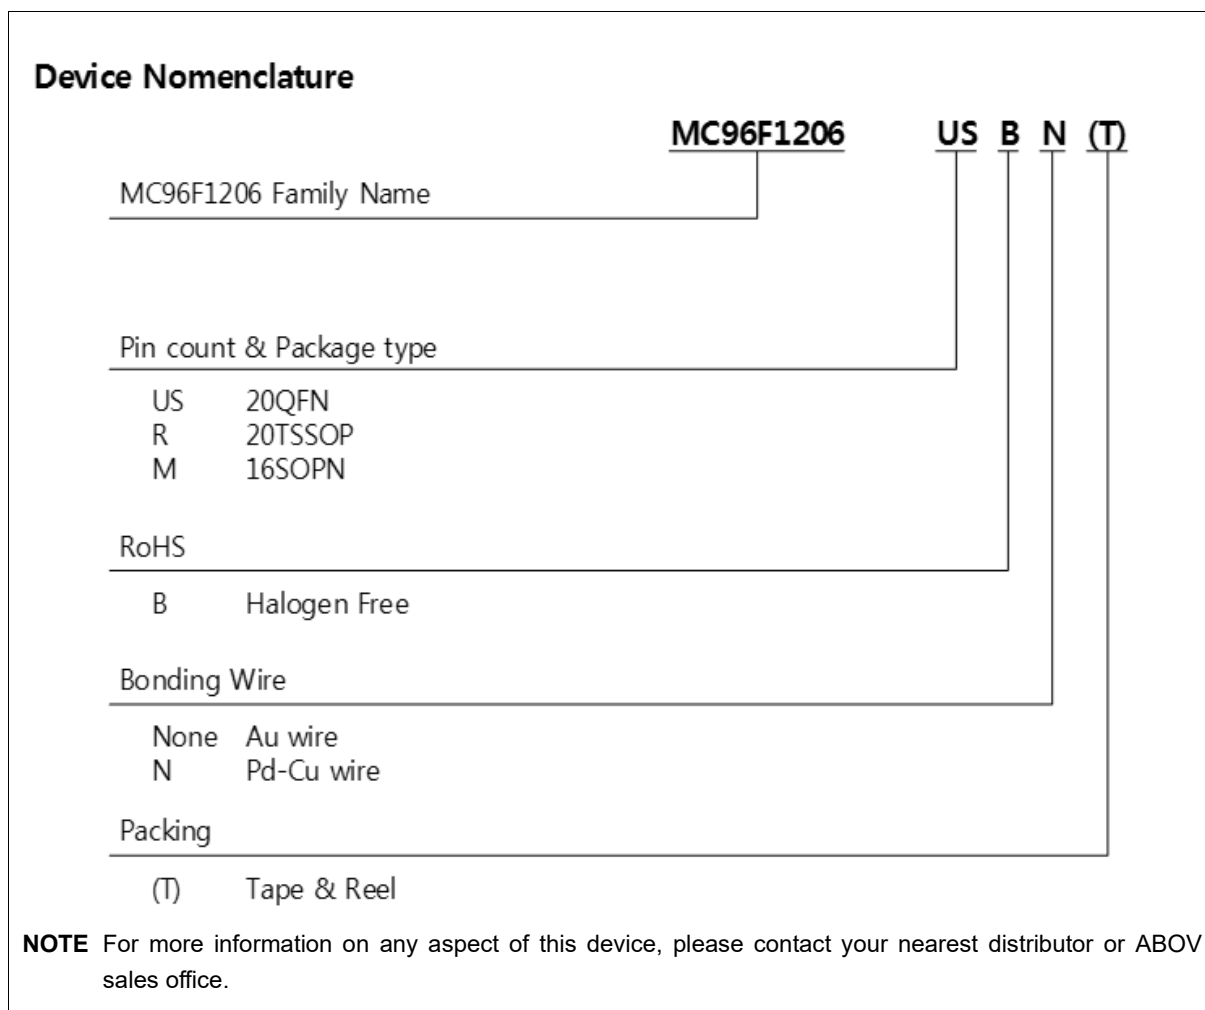 Device Nomenclature
MC96F1206 US B N (T)
MC96F1206 Family Name
Pin count & Package type
US 20QFN
R 20TSSOP
M 16SOPN
RoHS
B Halogen Free
Bonding Wire
None Au wire
N Pd-Cu wire
Packing
(T) Tape & Reel
NOTE For more information on any aspect of this device, please contact your nearest distributor or ABOV
sales office.